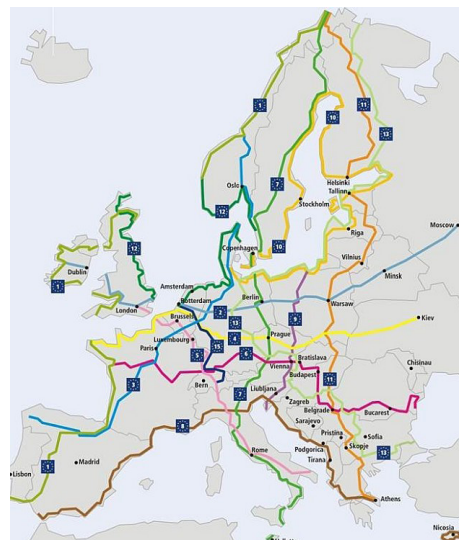 1
11
10
13
7
Oslo
Helsinki
Tallinn
12
Stockholm
Moscow
12
Riga
Copenhagen
10
Dublin
Vilnius
Minsk
1
Amsterdam
Berlin
London
Rotterdam
2
Warsaw
Brussels
13
9
Kiev
4
Prague
Paris
Luxembourg
15
5
6
Bratislava
Vienna
Chisinau
Budapest
3
Bern
11
7
Ljubljana
Zagreb
Belgrade
Bucarest
8
Sarajevo
Pristina
Sofia
Rome
Podgorica
Skopje
13
Madrid
Tirana
1
Lisbon
Athens
Nicosia